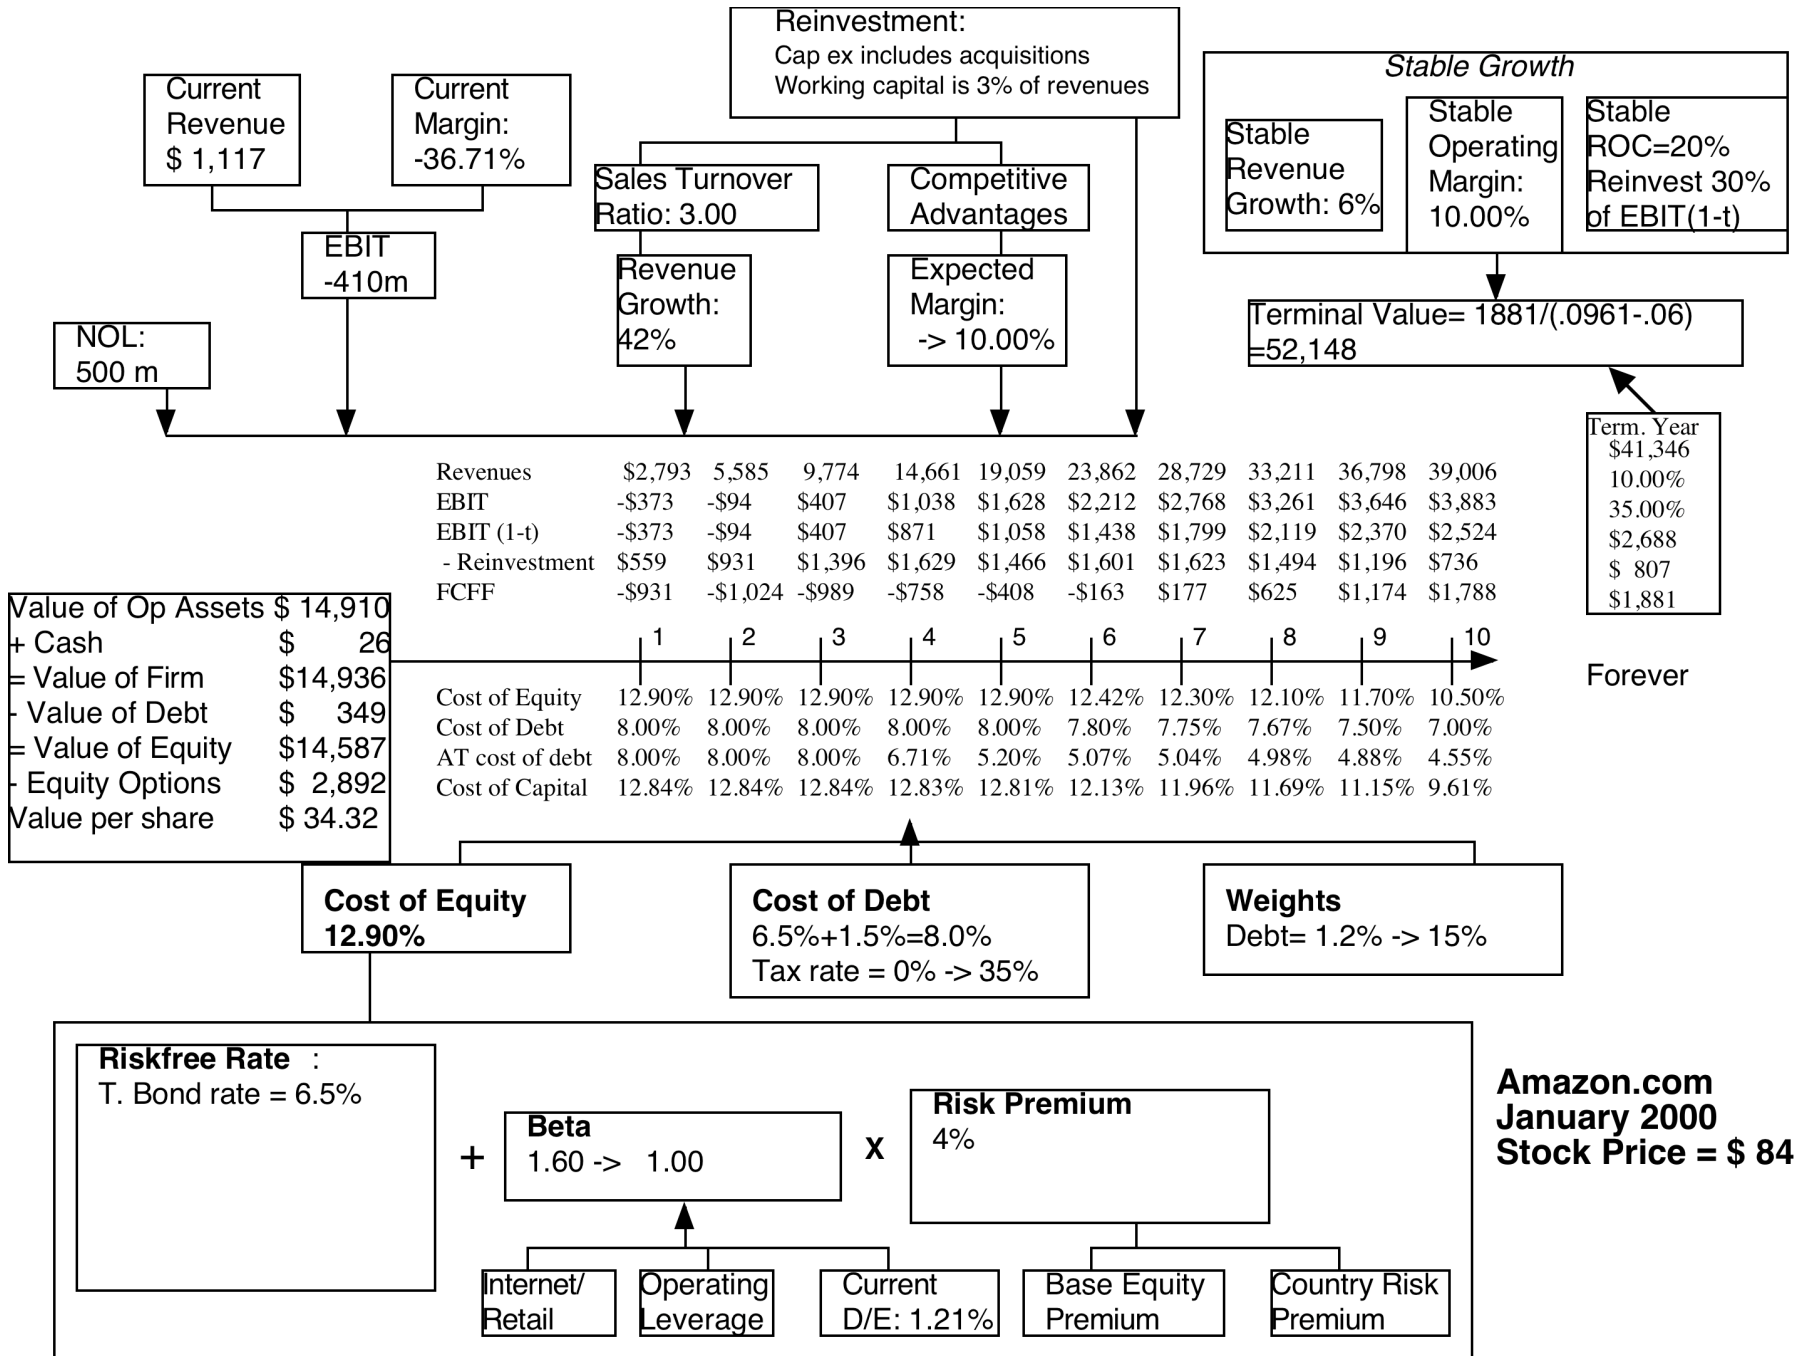 Reinvestment:
Cap ex includes acquisitions
Working capital is 3% of revenues
Current
Revenue
$ 1,117
Current
Margin:
-36.71%
EBIT
-410m
NOL:
500 m
Sales Turnover
Ratio: 3.00
Competitive
Advantages
Revenue
Growth:
42%
Expected
Margin:
-> 10.00%
Stable Growth
Stable
Revenue
Growth: 6%
Stable
Operating
Margin:
10.00%
Stable
ROC=20%
Reinvest 30%
of EBIT(1-t)
Terminal Value= 1881/(.0961-.06)
=52,148
Term. Year
$41,346
10.00%
35.00%
$2,688
$ 807
$1,881
Forever
Revenues $2,793 5,585 9,774 14,661 19,059 23,862 28,729 33,211 36,798 39,006
EBIT -$373 -$94 $407 $1,038 $1,628 $2,212 $2,768 $3,261 $3,646 $3,883
EBIT (1-t) -$373 -$94 $407 $871 $1,058 $1,438 $1,799 $2,119 $2,370 $2,524
- Reinvestment $559 $931 $1,396 $1,629 $1,466 $1,601 $1,623 $1,494 $1,196 $736
FCFF -$931 -$1,024 -$989 -$758 -$408 -$163 $177 $625 $1,174 $1,788
1 2 3 4 5 6 7 8 9 10
Cost of Equity 12.90% 12.90% 12.90% 12.90% 12.90% 12.42% 12.30% 12.10% 11.70% 10.50%
Cost of Debt 8.00% 8.00% 8.00% 8.00% 8.00% 7.80% 7.75% 7.67% 7.50% 7.00%
AT cost of debt 8.00% 8.00% 8.00% 6.71% 5.20% 5.07% 5.04% 4.98% 4.88% 4.55%
Cost of Capital 12.84% 12.84% 12.84% 12.83% 12.81% 12.13% 11.96% 11.69% 11.15% 9.61%
Value of Op Assets $ 14,910
+ Cash $ 26
= Value of Firm $14,936
- Value of Debt $ 349
= Value of Equity $14,587
- Equity Options $ 2,892
Value per share $ 34.32
Cost of Equity
12.90%
Cost of Debt
6.5%+1.5%=8.0%
Tax rate = 0% -> 35%
Weights
Debt= 1.2% -> 15%
Riskfree Rate :
T. Bond rate = 6.5%
+
Beta
1.60 -> 1.00
X
Risk Premium
4%
Internet/
Retail
Operating
Leverage
Current
D/E: 1.21%
Base Equity
Premium
Country Risk
Premium
Amazon.com
January 2000
Stock Price = $ 84